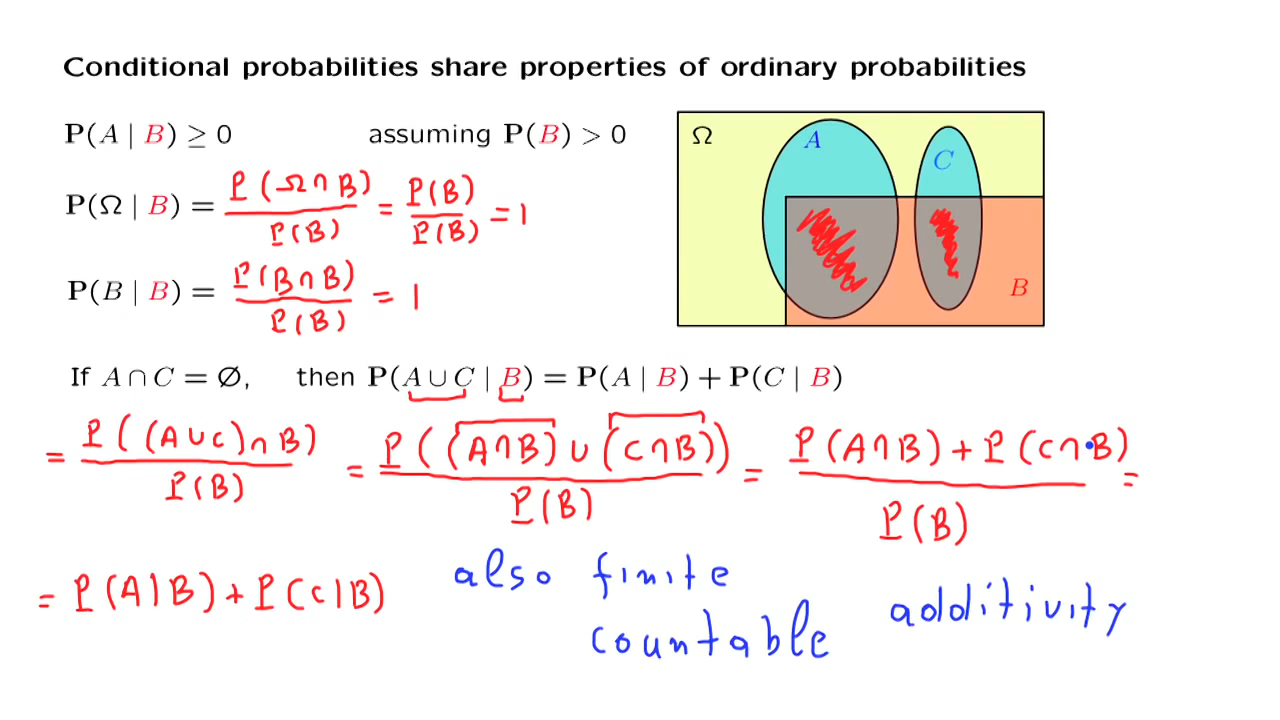 Conditional probabilities share properties of ordinary probabilities
P(A | B) ≥ 0 assuming P(B) > 0
P(Ω | B) = P(Ω∩B)/P(B) = P(B)/P(B) = 1
P(B | B) = P(B∩B)/P(B) = 1
Ω
A
C
B
If A ∩ C = Ø, then P(A ∪ C | B) = P(A | B) + P(C | B)
= P((A∪C)∩B)/P(B) = P((A∩B)∪(C∩B))/P(B) = P(A∩B)+P(C∩B)/P(B) =
= P(A|B)+P(C|B)
also finite
countable
additivity